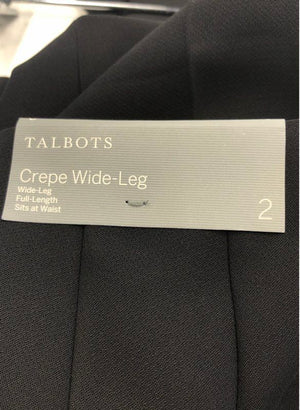 TALBOTS
Crepe Wide-Leg
Wide-Leg
Full-Length
Sits at Waist
2